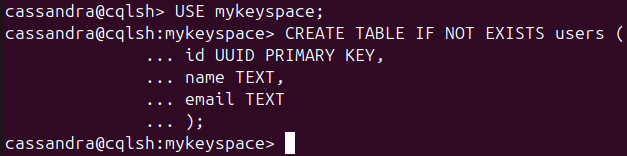 cassandra@cqlsh> USE mykeyspace;
cassandra@cqlsh:mykeyspace> CREATE TABLE IF NOT EXISTS users (
... id UUID PRIMARY KEY,
... name TEXT,
... email TEXT
... );
cassandra@cqlsh:mykeyspace>